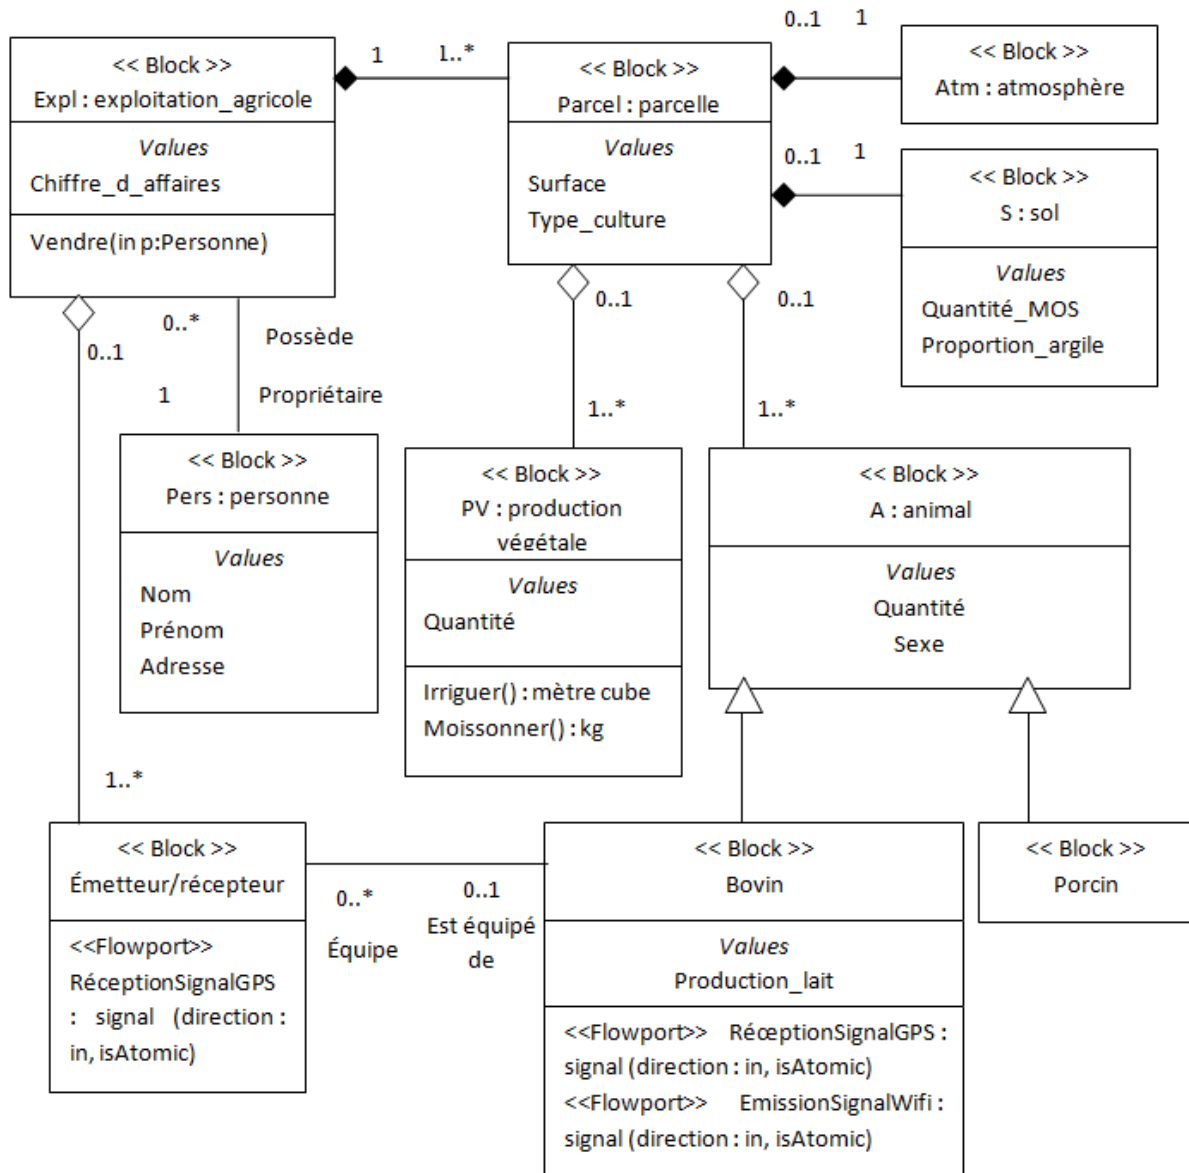 << Block >>
Expl : exploitation_agricole
Values
Chiffre_d_affaires
Vendre(in p:Personne)
1
1..*
<< Block >>
Parcel : parcelle
Values
Surface
Type_culture
0..1
1
<< Block >>
Atm : atmosphère
0..1
1
<< Block >>
S : sol
Values
Quantité_MOS
Proportion_argile
0..1
0..*
Possède
1
Propriétaire
0..1
0..1
1..*
1..*
<< Block >>
Pers : personne
Values
Nom
Prénom
Adresse
<< Block >>
PV : production
végétale
Values
Quantité
Irriguer() : mètre cube
Moissonner() : kg
<< Block >>
A : animal
Values
Quantité
Sexe
1..*
<< Block >>
Émetteur/récepteur
<<Flowport>>
RéceptionSignalGPS
: signal (direction :
in, isAtomic)
0..*
Équipe
0..1
Est équipé
de
<< Block >>
Bovin
Values
Production_lait
<<Flowport>> RéceptionSignalGPS :
signal (direction : in, isAtomic)
<<Flowport>> EmissionSignalWifi :
signal (direction : in, isAtomic)
<< Block >>
Porcin